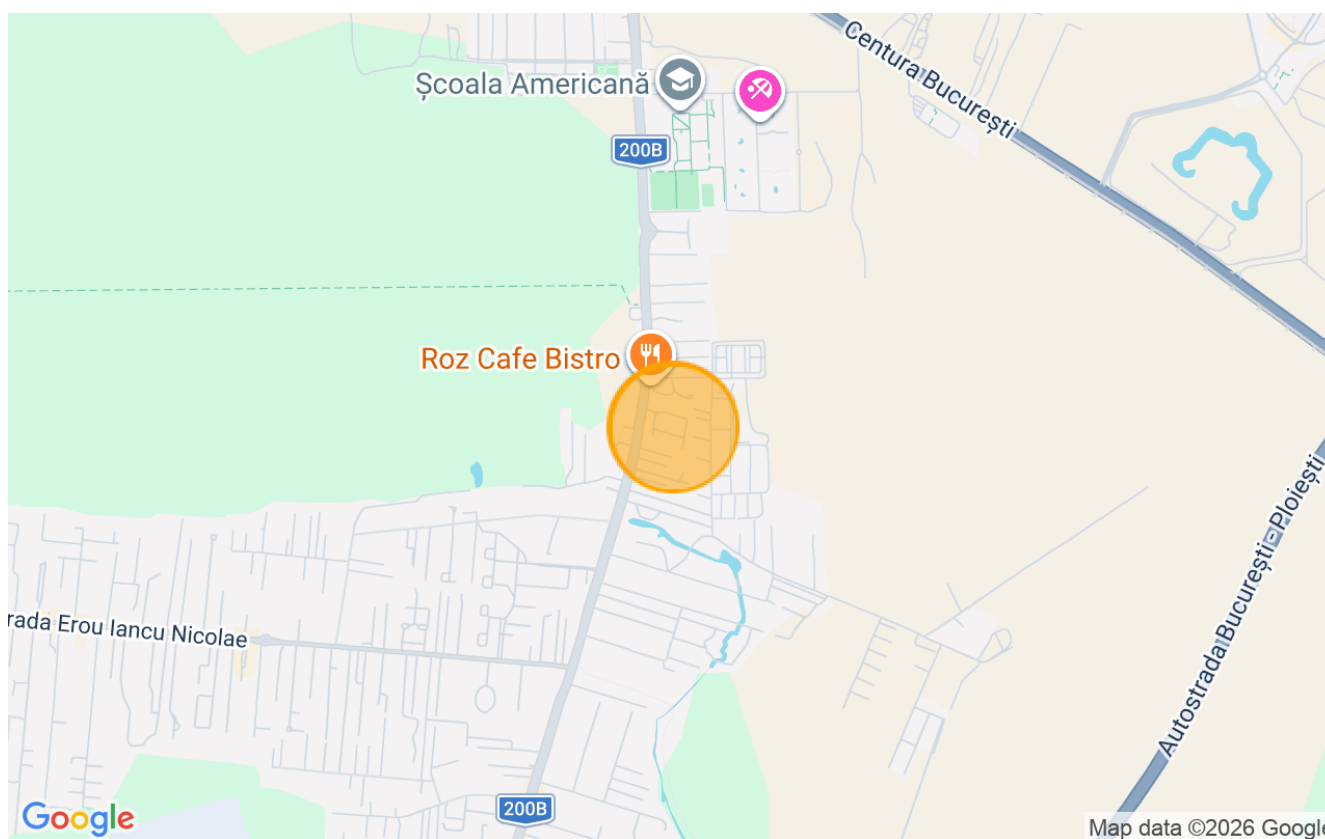 Centura București
Școala Americană
200B
Roz Cafe Bistro
Autostrada București-Ploiești
rada Erou Iancu Nicolae
200B
Google
Map data ©2026 Google